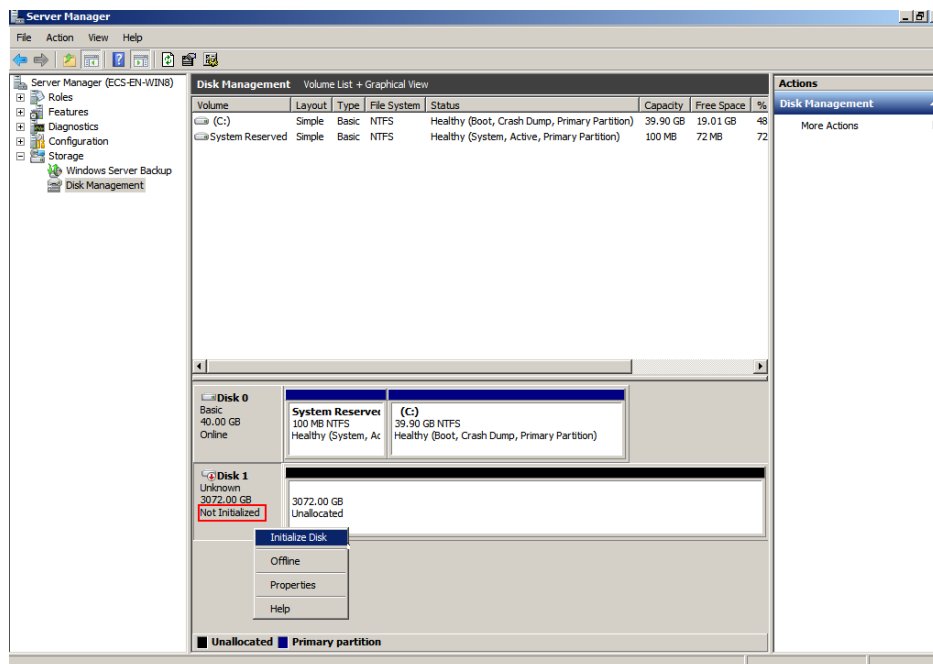 Server Manager
File Action View Help
Server Manager (ECS-EN-WIN8)
Roles
Features
Diagnostics
Configuration
Storage
Windows Server Backup
Disk Management
Disk Management Volume List + Graphical View
Volume Layout Type File System Status Capacity Free Space %
(C:) Simple Basic NTFS Healthy (Boot, Crash Dump, Primary Partition) 39.90 GB 19.01 GB 48
System Reserved Simple Basic NTFS Healthy (System, Active, Primary Partition) 100 MB 72 MB 72
Disk 0
Basic
40.00 GB
Online
System Reserve
100 MB NTFS
Healthy (System, Ac
(C:)
39.90 GB NTFS
Healthy (Boot, Crash Dump, Primary Partition)
Disk 1
Unknown
3072.00 GB
Not Initialized
3072.00 GB
Unallocated
Initialize Disk
Offline
Properties
Help
Unallocated Primary partition
Actions
Disk Management
More Actions